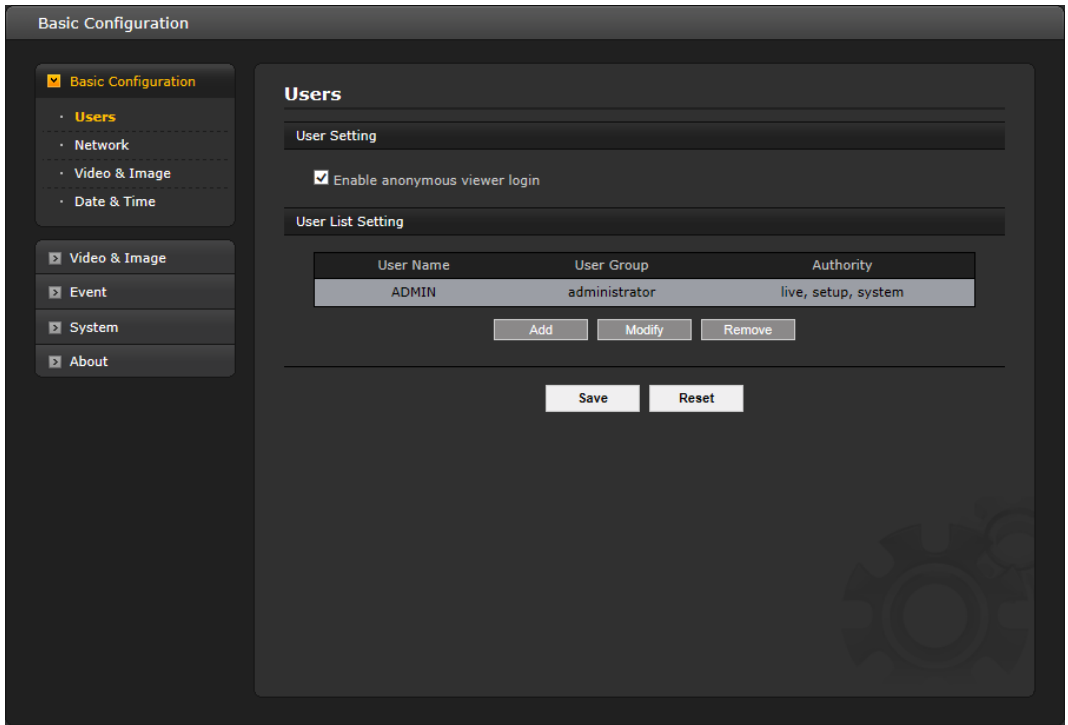 Basic Configuration
Basic Configuration
· Users
· Network
· Video & Image
· Date & Time
Video & Image
Event
System
About
Users
User Setting
Enable anonymous viewer login
User List Setting
User Name User Group Authority
ADMIN administrator live, setup, system
Add Modify Remove
Save Reset